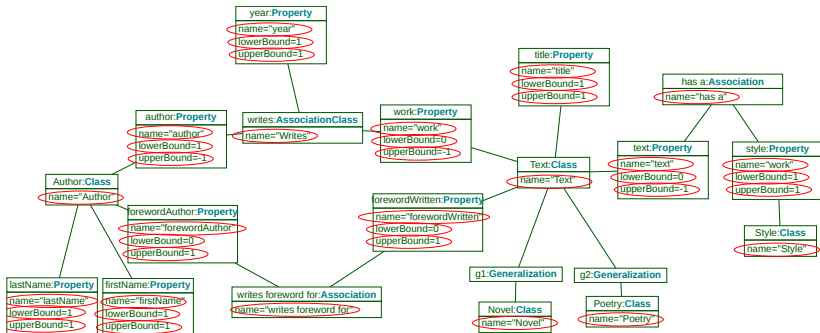 year:Property
name="year"
lowerBound=1
upperBound=1
title:Property
name="title"
lowerBound=1
upperBound=1
has a:Association
name="has a"
author:Property
name="author"
lowerBound=1
upperBound=-1
writes:AssociationClass
name="Writes"
work:Property
name="work"
lowerBound=0
upperBound=-1
text:Property
name="text"
lowerBound=0
upperBound=-1
style:Property
name="work"
lowerBound=1
upperBound=1
Text:Class
name="Text"
Author:Class
name="Author
forewordAuthor:Property
name="forewordAuthor"
lowerBound=0
upperBound=1
forewordWritten:Property
name="forewordWritten
lowerBound=0
upperBound=1
Style:Class
name="Style"
lastName:Property
name="lastName"
lowerBound=1
upperBound=1
firstName:Property
name="firstName"
lowerBound=1
upperBound=1
writes foreword for:Association
name="writes foreword for
g1:Generalization
g2:Generalization
Novel:Class
name="Novel"
Poetry:Class
name="Poetry"